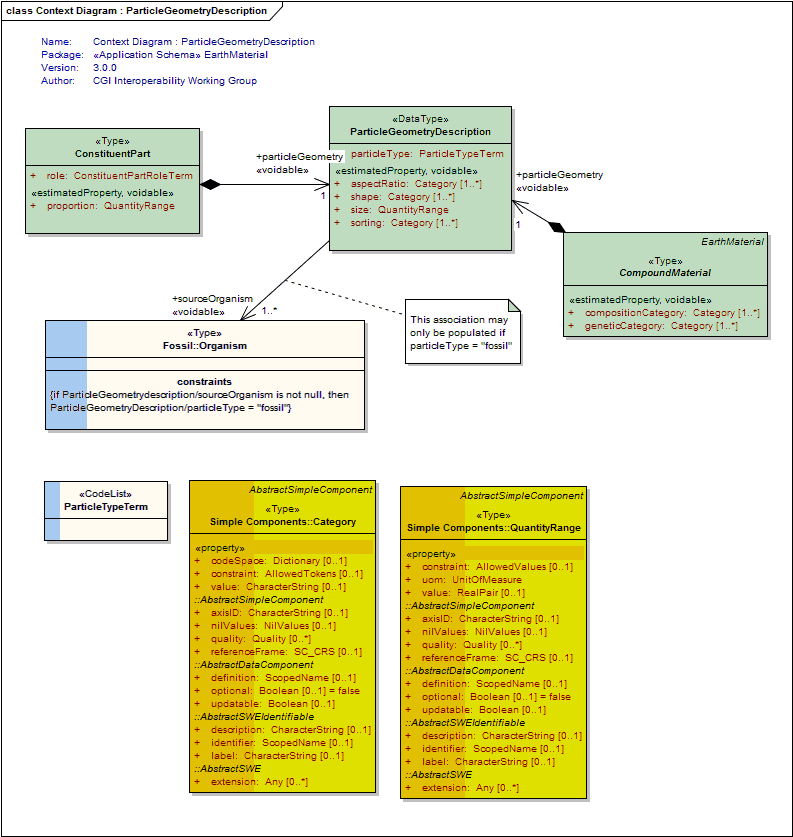 class Context Diagram : ParticleGeometryDescription
Name: Context Diagram : ParticleGeometryDescription
Package: «Application Schema» EarthMaterial
Version: 3.0.0
Author: CGI Interoperability Working Group
«DataType»
ParticleGeometryDescription
particleType: ParticleTypeTerm
«estimatedProperty, voidable»
+ aspectRatio: Category [1..*]
+ shape: Category [1..*]
+ size: QuantityRange
+ sorting: Category [1..*]
«Type»
ConstituentPart
+ role: ConstituentPartRoleTerm
«estimatedProperty, voidable»
+ proportion: QuantityRange
+particleGeometry
«voidable»
1
+particleGeometry
«voidable»
1
EarthMaterial
«Type»
CompoundMaterial
«estimatedProperty, voidable»
+ compositionCategory: Category [1..*]
+ geneticCategory: Category [1..*]
+sourceOrganism
«voidable»
1..*
This association may
only be populated if
particleType = "fossil"
«Type»
Fossil::Organism
constraints
{if ParticleGeometrydescription/sourceOrganism is not null, then
ParticleGeometryDescription/particleType = "fossil"}
«CodeList»
ParticleTypeTerm
AbstractSimpleComponent
«Type»
Simple Components::Category
«property»
+ codeSpace: Dictionary [0..1]
+ constraint: AllowedTokens [0..1]
+ value: CharacterString [0..1]
::AbstractSimpleComponent
+ axisID: CharacterString [0..1]
+ nilValues: NilValues [0..1]
+ quality: Quality [0..*]
+ referenceFrame: SC_CRS [0..1]
::AbstractDataComponent
+ definition: ScopedName [0..1]
+ optional: Boolean [0..1] = false
+ updatable: Boolean [0..1]
::AbstractSWEIdentifiable
+ description: CharacterString [0..1]
+ identifier: ScopedName [0..1]
+ label: CharacterString [0..1]
::AbstractSWE
+ extension: Any [0..*]
AbstractSimpleComponent
«Type»
Simple Components::QuantityRange
«property»
+ constraint: AllowedValues [0..1]
+ uom: UnitOfMeasure
+ value: RealPair [0..1]
::AbstractSimpleComponent
+ axisID: CharacterString [0..1]
+ nilValues: NilValues [0..1]
+ quality: Quality [0..*]
+ referenceFrame: SC_CRS [0..1]
::AbstractDataComponent
+ definition: ScopedName [0..1]
+ optional: Boolean [0..1] = false
+ updatable: Boolean [0..1]
::AbstractSWEIdentifiable
+ description: CharacterString [0..1]
+ identifier: ScopedName [0..1]
+ label: CharacterString [0..1]
::AbstractSWE
+ extension: Any [0..*]